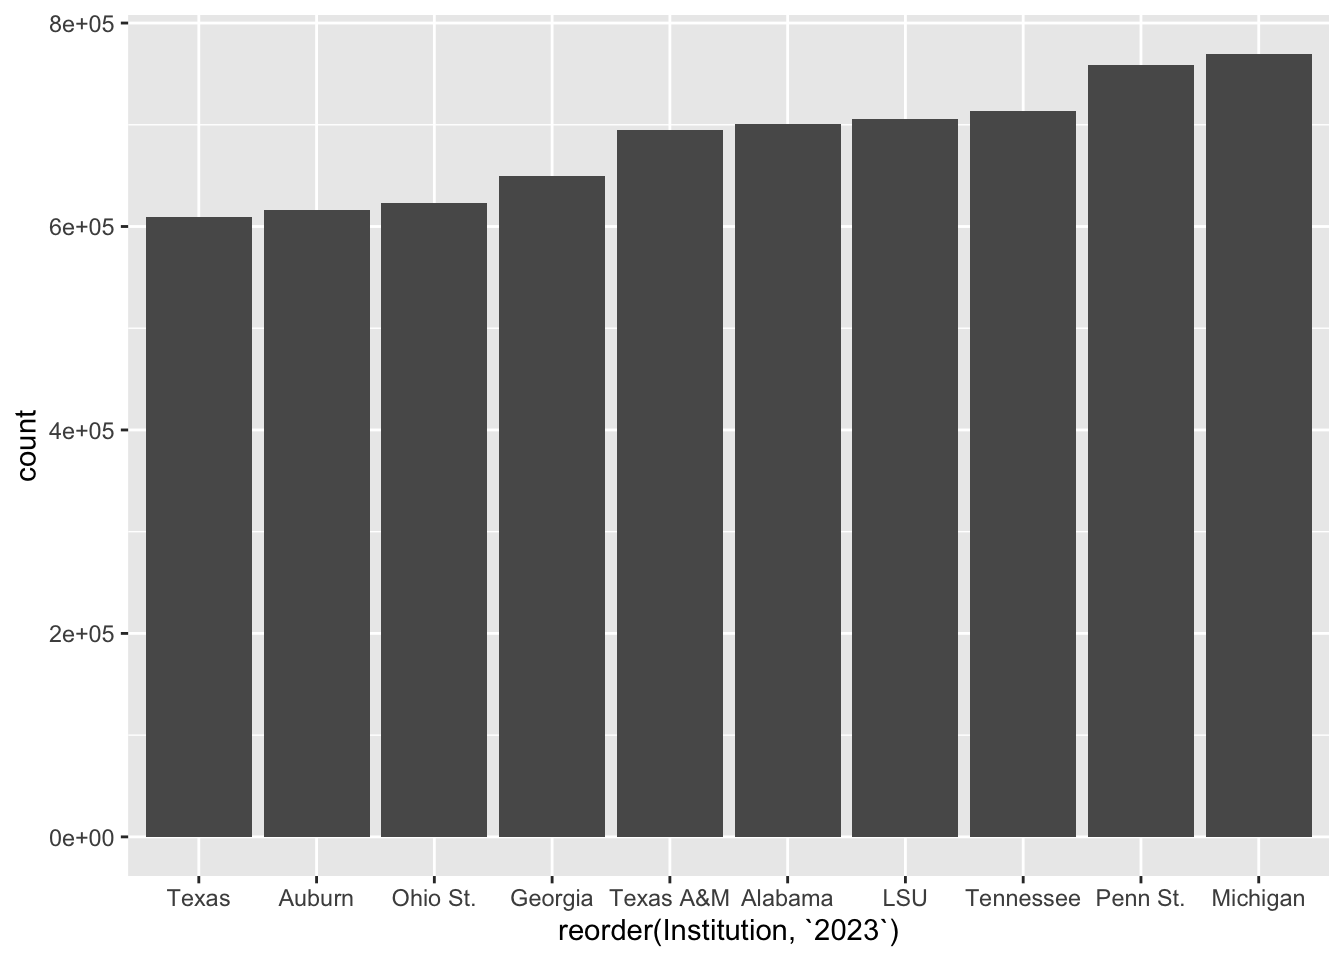 8e+05
6e+05
4e+05
2e+05
0e+00
count
Texas Auburn Ohio St. Georgia Texas A&M Alabama LSU Tennessee Penn St. Michigan
reorder(Institution, `2023`)